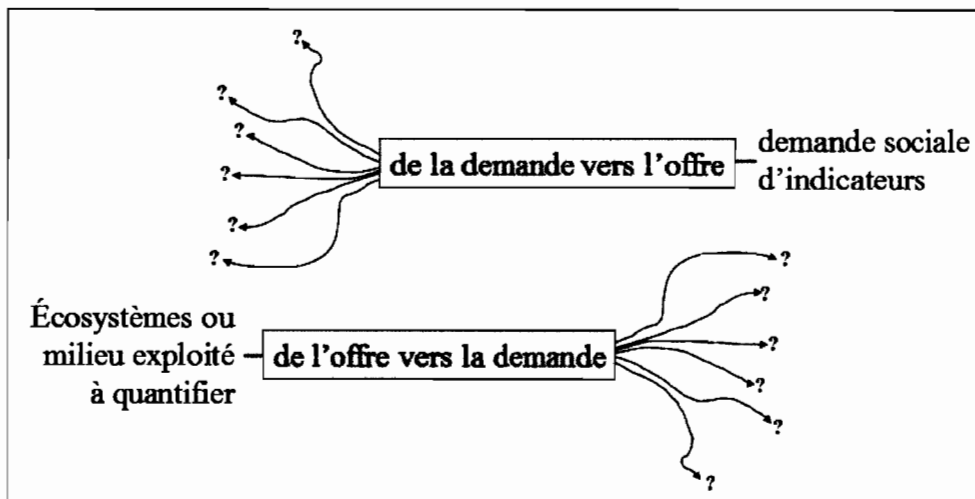 ?
?
?
?
?
?
de la demande vers l'offre
demande sociale
d'indicateurs
Écosystèmes ou
milieu exploité
à quantifier
de l'offre vers la demande
?
?
?
?
?
?